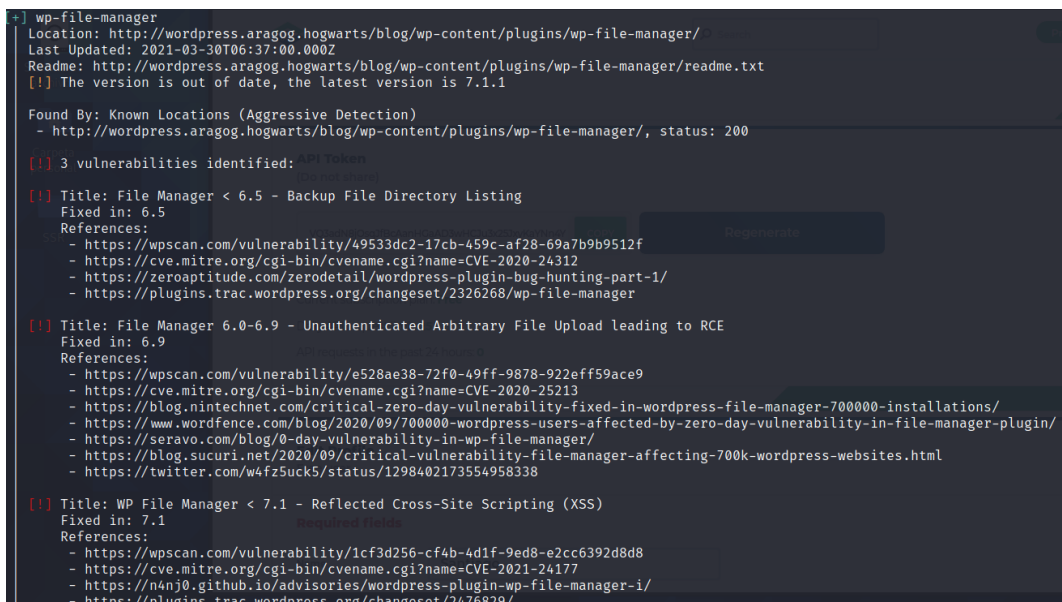 [+] wp-file-manager
Location: http://wordpress.aragog.hogwarts/blog/wp-content/plugins/wp-file-manager/
Last Updated: 2021-03-30T06:37:00.000Z
Readme: http://wordpress.aragog.hogwarts/blog/wp-content/plugins/wp-file-manager/readme.txt
[!] The version is out of date, the latest version is 7.1.1
Found By: Known Locations (Aggressive Detection)
- http://wordpress.aragog.hogwarts/blog/wp-content/plugins/wp-file-manager/, status: 200
[!] 3 vulnerabilities identified:
API Token
[!] Title: File Manager < 6.5 - Backup File Directory Listing
Fixed in: 6.5
References:
- https://wpscan.com/vulnerability/49533dc2-17cb-459c-af28-69a7b9b9512f
Regenerate
- https://cve.mitre.org/cgi-bin/cvename.cgi?name=CVE-2020-24312
- https://zeroaptitude.com/zerodetail/wordpress-plugin-bug-hunting-part-1/
- https://plugins.trac.wordpress.org/changeset/2326268/wp-file-manager
[!] Title: File Manager 6.0-6.9 - Unauthenticated Arbitrary File Upload leading to RCE
Fixed in: 6.9
References:
- https://wpscan.com/vulnerability/e528ae38-72f0-49ff-9878-922eff59ace9
- https://cve.mitre.org/cgi-bin/cvename.cgi?name=CVE-2020-25213
- https://blog.nintechnet.com/critical-zero-day-vulnerability-fixed-in-wordpress-file-manager-700000-installations/
- https://www.wordfence.com/blog/2020/09/700000-wordpress-users-affected-by-zero-day-vulnerability-in-file-manager-plugin/
- https://seravo.com/blog/0-day-vulnerability-in-wp-file-manager/
- https://blog.sucuri.net/2020/09/critical-vulnerability-file-manager-affecting-700k-wordpress-websites.html
- https://twitter.com/w4fz5uck5/status/1298402173554958338
[!] Title: WP File Manager < 7.1 - Reflected Cross-Site Scripting (XSS)
Fixed in: 7.1
Required fields
References:
- https://wpscan.com/vulnerability/1cf3d256-cf4b-4d1f-9ed8-e2cc6392d8d8
- https://cve.mitre.org/cgi-bin/cvename.cgi?name=CVE-2021-24177
- https://n4nj0.github.io/advisories/wordpress-plugin-wp-file-manager-i/
- https://plugins.trac.wordpress.org/changeset/2476829/